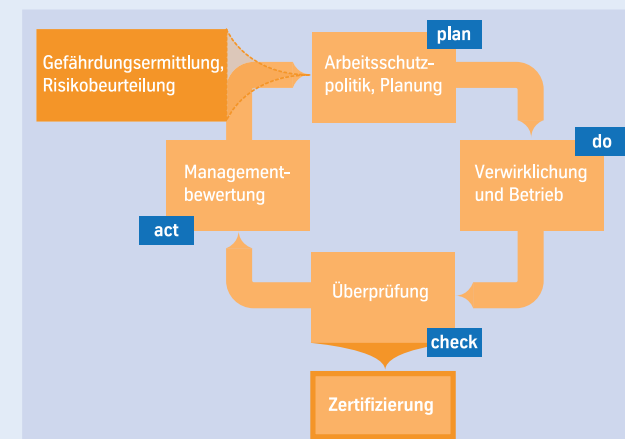 plan
Gefährdungsermittlung,
Risikobeurteilung
Arbeitsschutz-
politik, Planung
do
Verwirklichung
und Betrieb
Management-
bewertung
act
Überprüfung
check
Zertifizierung